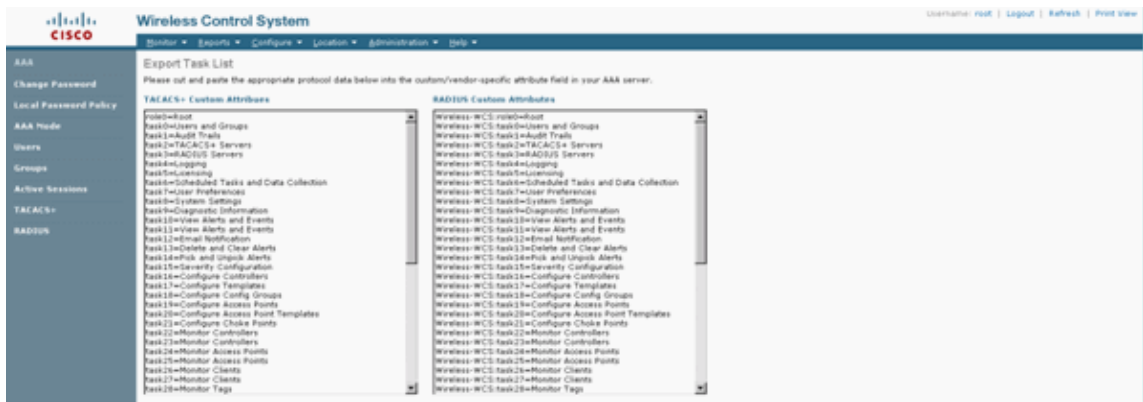 CISCO
Wireless Control System
Username: root | Logout | Refresh | Print View
Monitor Reports Configure Location Administration Help
AAA
Change Password
Local Password Policy
AAA Mode
Users
Groups
Active Sessions
TACACS+
RADIUS
Export Task List
Please cut and paste the appropriate protocol data below into the custom/vendor-specific attribute field in your AAA server.
TACACS+ Custom Attribues
role0=Root
task0=Users and Groups
task1=Audit Trails
task2=TACACS+ Servers
task3=RADIUS Servers
task4=Logging
task5=Licensing
task6=Scheduled Tasks and Data Collection
task7=User Preferences
task8=System Settings
task9=Diagnostic Information
task10=View Alerts and Events
task11=View Alerts and Events
task12=Email Notification
task13=Delete and Clear Alerts
task14=Pick and Unpick Alerts
task15=Severity Configuration
task16=Configure Controllers
task17=Configure Templates
task18=Configure Config Groups
task19=Configure Access Points
task20=Configure Access Point Templates
task21=Configure Choke Points
task22=Monitor Controllers
task23=Monitor Controllers
task24=Monitor Access Points
task25=Monitor Access Points
task26=Monitor Clients
task27=Monitor Clients
task28=Monitor Tags
RADIUS Custom Attributes
Wireless-WCS:role0=Root
Wireless-WCS:task0=Users and Groups
Wireless-WCS:task1=Audit Trails
Wireless-WCS:task2=TACACS+ Servers
Wireless-WCS:task3=RADIUS Servers
Wireless-WCS:task4=Logging
Wireless-WCS:task5=Licensing
Wireless-WCS:task6=Scheduled Tasks and Data Collection
Wireless-WCS:task7=User Preferences
Wireless-WCS:task8=System Settings
Wireless-WCS:task9=Diagnostic Information
Wireless-WCS:task10=View Alerts and Events
Wireless-WCS:task11=View Alerts and Events
Wireless-WCS:task12=Email Notification
Wireless-WCS:task13=Delete and Clear Alerts
Wireless-WCS:task14=Pick and Unpick Alerts
Wireless-WCS:task15=Severity Configuration
Wireless-WCS:task16=Configure Controllers
Wireless-WCS:task17=Configure Templates
Wireless-WCS:task18=Configure Config Groups
Wireless-WCS:task19=Configure Access Points
Wireless-WCS:task20=Configure Access Point Templates
Wireless-WCS:task21=Configure Choke Points
Wireless-WCS:task22=Monitor Controllers
Wireless-WCS:task23=Monitor Controllers
Wireless-WCS:task24=Monitor Access Points
Wireless-WCS:task25=Monitor Access Points
Wireless-WCS:task26=Monitor Clients
Wireless-WCS:task27=Monitor Clients
Wireless-WCS:task28=Monitor Tags